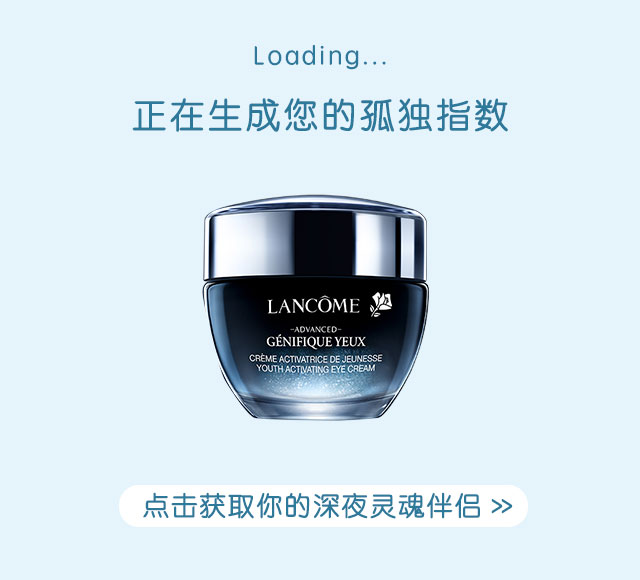 Loading...
正在生成您的孤独指数
LANCÔME
-ADVANCED-
GÉNIFIQUE YEUX
CRÈME ACTIVATRICE DE JEUNESSE
YOUTH ACTIVATING EYE CREAM
点击获取你的深夜灵魂伴侣 >>